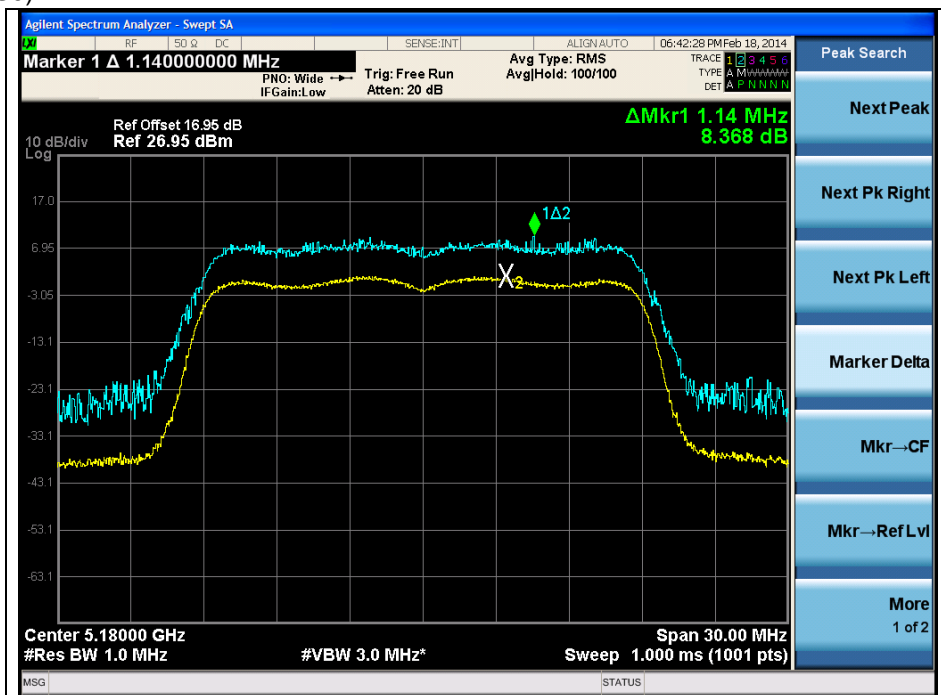 Agilent Spectrum Analyzer - Swept SA
LXI RF 50 Ω DC SENSE:INT ALIGN AUTO 06:42:28 PM Feb 18, 2014
Marker 1 Δ 1.140000000 MHz
PNO: Wide
IFGain:Low
Trig: Free Run
Atten: 20 dB
Avg Type: RMS
Avg|Hold: 100/100
TRACE 1 2 3 4 5 6
TYPE A M
DET A P N N N N
Peak Search
Next Peak
Next Pk Right
Next Pk Left
Marker Delta
Mkr→CF
Mkr→Ref Lvl
More
1 of 2
ΔMkr1 1.14 MHz
8.368 dB
Ref Offset 16.95 dB
10 dB/div Ref 26.95 dBm
Log
17.0
1Δ2
6.95
X2
-3.05
-13.1
-23.1
-33.1
-43.1
-53.1
-63.1
Center 5.18000 GHz Span 30.00 MHz
#Res BW 1.0 MHz #VBW 3.0 MHz* Sweep 1.000 ms (1001 pts)
MSG STATUS